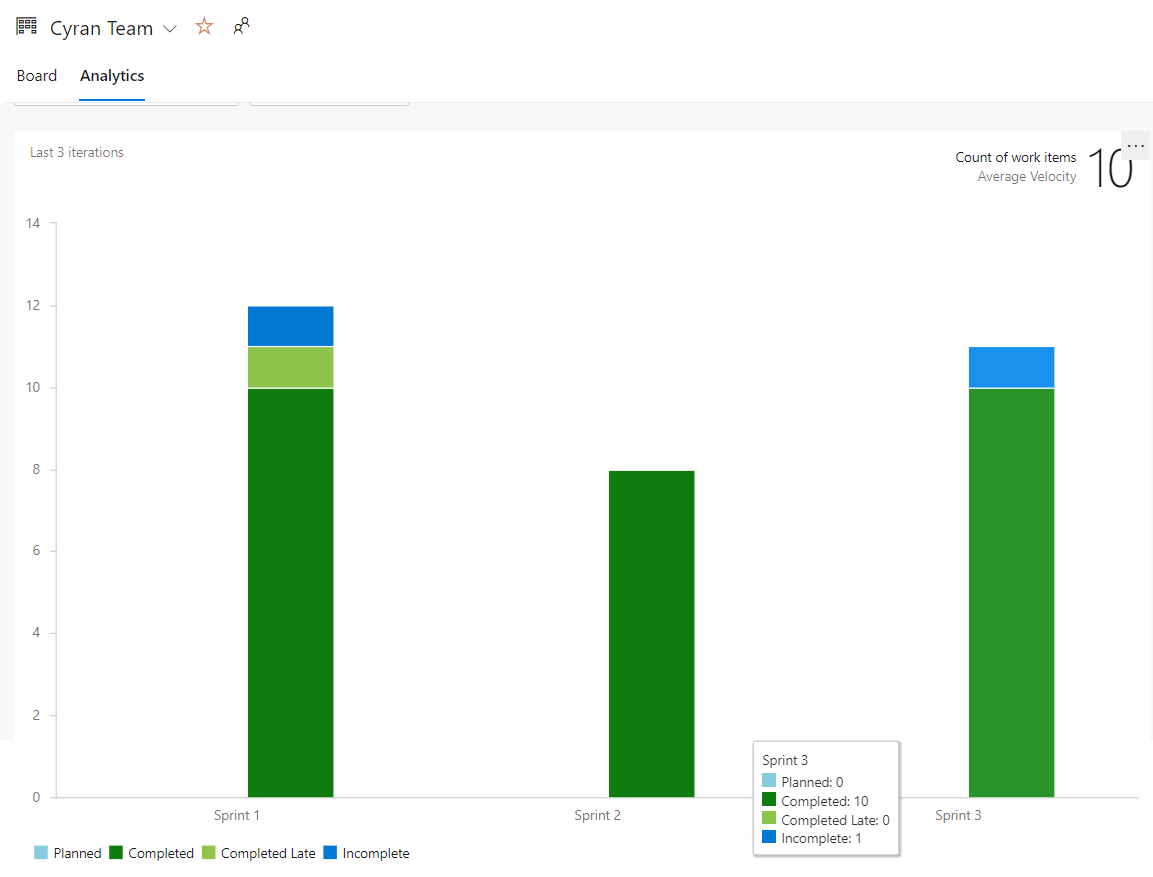 Cyran Team
Board Analytics
Last 3 iterations
Count of work items
Average Velocity
10
...
14
12
10
8
6
4
2
0
Sprint 1 Sprint 2 Sprint 3
Sprint 3
Planned: 0
Completed: 10
Completed Late: 0
Incomplete: 1
Planned Completed Completed Late Incomplete